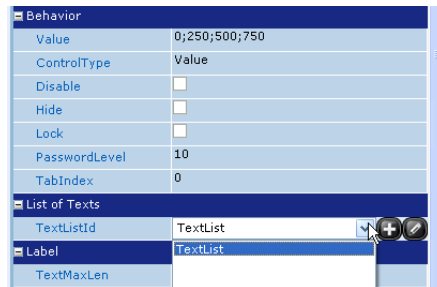 Behavior
Value 0;250;500;750
ControlType Value
Disable
Hide
Lock
PasswordLevel 10
TabIndex 0
List of Texts
TextListId TextList
Label TextList
TextMaxLen